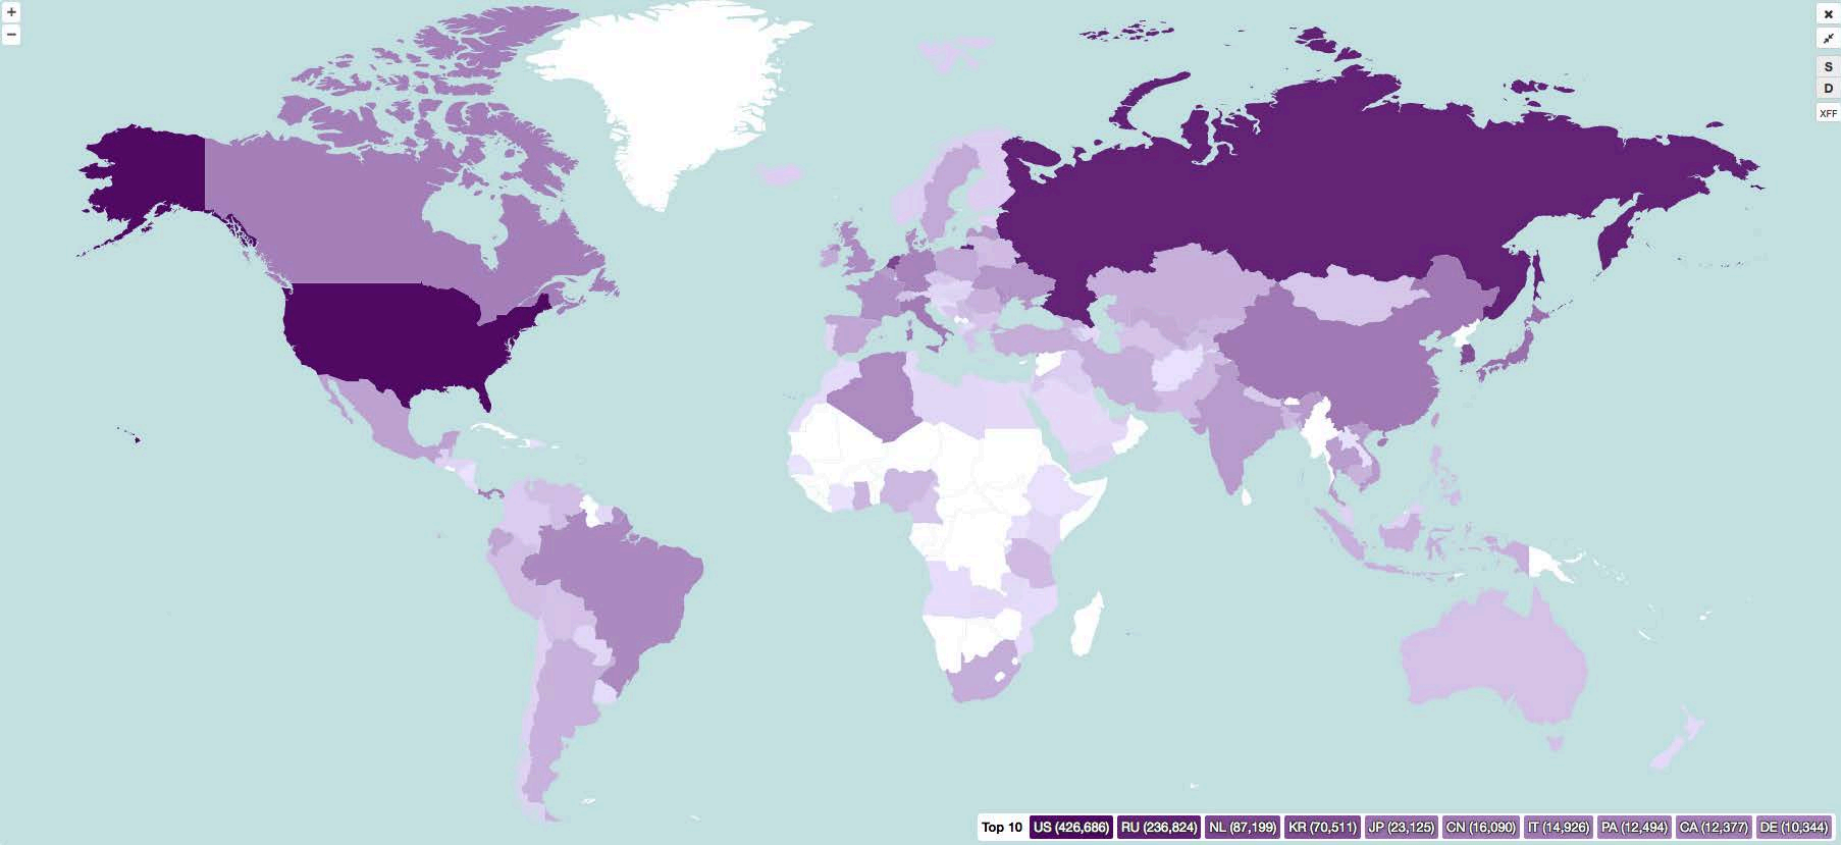 +
−
×
S
D
XFF
Top 10 US (426,686) RU (236,824) NL (87,199) KR (70,511) JP (23,125) CN (16,090) IT (14,926) PA (12,494) CA (12,377) DE (10,344)